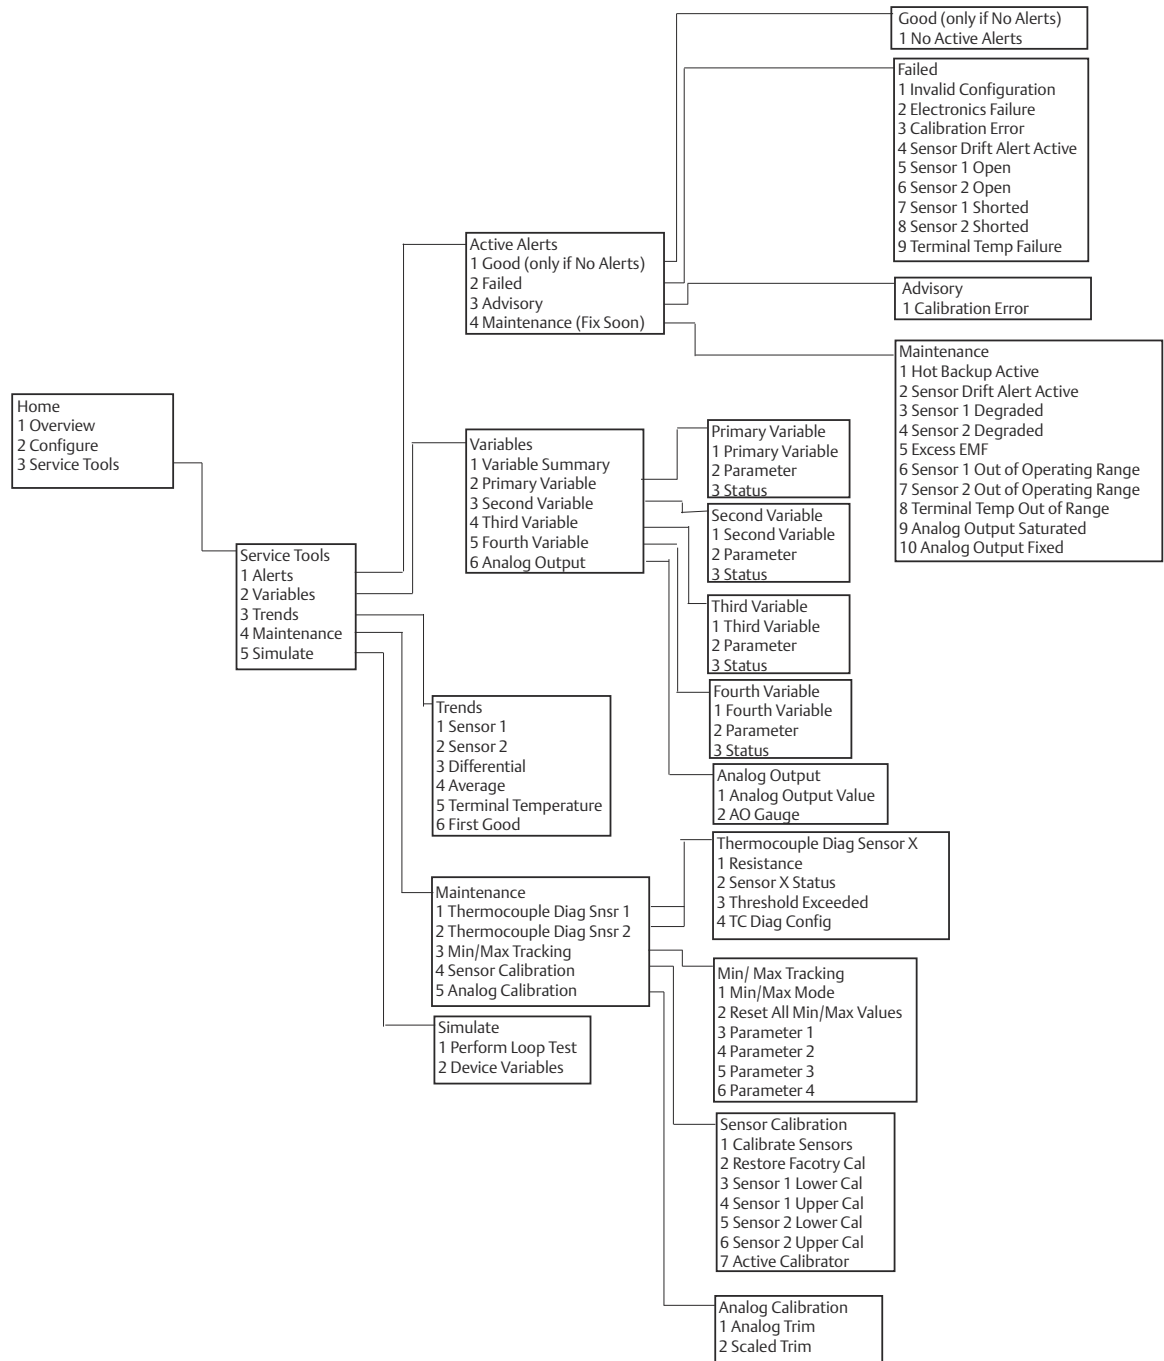 Good (only if No Alerts)
1 No Active Alerts
Failed
1 Invalid Configuration
2 Electronics Failure
3 Calibration Error
4 Sensor Drift Alert Active
5 Sensor 1 Open
6 Sensor 2 Open
7 Sensor 1 Shorted
8 Sensor 2 Shorted
9 Terminal Temp Failure
Active Alerts
1 Good (only if No Alerts)
2 Failed
3 Advisory
4 Maintenance (Fix Soon)
Advisory
1 Calibration Error
Maintenance
1 Hot Backup Active
2 Sensor Drift Alert Active
3 Sensor 1 Degraded
4 Sensor 2 Degraded
5 Excess EMF
6 Sensor 1 Out of Operating Range
7 Sensor 2 Out of Operating Range
8 Terminal Temp Out of Range
9 Analog Output Saturated
10 Analog Output Fixed
Home
1 Overview
2 Configure
3 Service Tools
Variables
1 Variable Summary
2 Primary Variable
3 Second Variable
4 Third Variable
5 Fourth Variable
6 Analog Output
Primary Variable
1 Primary Variable
2 Parameter
3 Status
Second Variable
1 Second Variable
2 Parameter
3 Status
Service Tools
1 Alerts
2 Variables
3 Trends
4 Maintenance
5 Simulate
Third Variable
1 Third Variable
2 Parameter
3 Status
Fourth Variable
1 Fourth Variable
2 Parameter
3 Status
Trends
1 Sensor 1
2 Sensor 2
3 Differential
4 Average
5 Terminal Temperature
6 First Good
Analog Output
1 Analog Output Value
2 AO Gauge
Thermocouple Diag Sensor X
1 Resistance
2 Sensor X Status
3 Threshold Exceeded
4 TC Diag Config
Maintenance
1 Thermocouple Diag Snsr 1
2 Thermocouple Diag Snsr 2
3 Min/Max Tracking
4 Sensor Calibration
5 Analog Calibration
Min/ Max Tracking
1 Min/Max Mode
2 Reset All Min/Max Values
3 Parameter 1
4 Parameter 2
5 Parameter 3
6 Parameter 4
Simulate
1 Perform Loop Test
2 Device Variables
Sensor Calibration
1 Calibrate Sensors
2 Restore Facotry Cal
3 Sensor 1 Lower Cal
4 Sensor 1 Upper Cal
5 Sensor 2 Lower Cal
6 Sensor 2 Upper Cal
7 Active Calibrator
Analog Calibration
1 Analog Trim
2 Scaled Trim